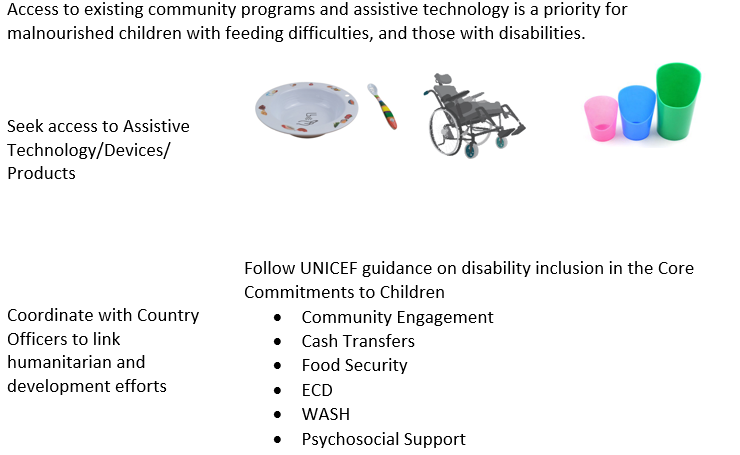 Access to existing community programs and assistive technology is a priority for
malnourished children with feeding difficulties, and those with disabilities.
Seek access to Assistive
Technology/Devices/
Products
Coordinate with Country
Officers to link
humanitarian and
development efforts
Follow UNICEF guidance on disability inclusion in the Core
Commitments to Children
• Community Engagement
• Cash Transfers
• Food Security
• ECD
• WASH
• Psychosocial Support